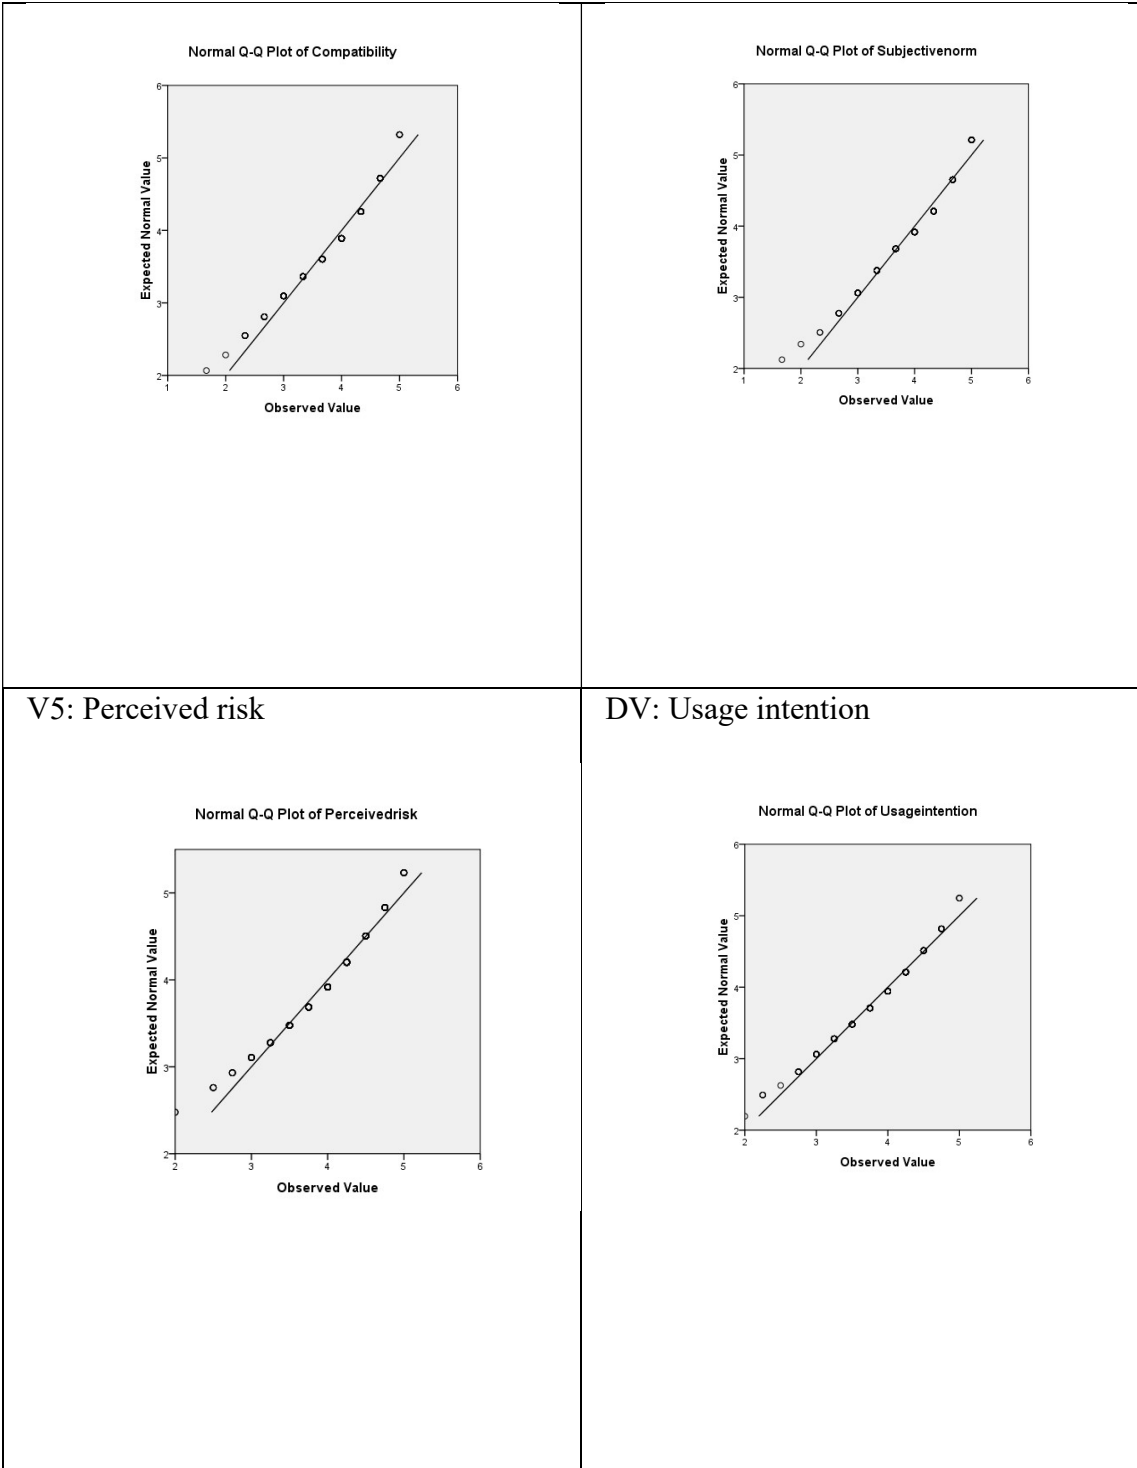 Normal Q-Q Plot of Compatibility
6
5
4
3
2
Expected Normal Value
1 2 3 4 5 6
Observed Value
Normal Q-Q Plot of Subjectivenorm
6
5
4
3
2
Expected Normal Value
1 2 3 4 5 6
Observed Value
V5: Perceived risk
Normal Q-Q Plot of Perceivedrisk
5
4
3
2
Expected Normal Value
2 3 4 5 6
Observed Value
DV: Usage intention
Normal Q-Q Plot of Usageintention
6
5
4
3
2
Expected Normal Value
2 3 4 5 6
Observed Value